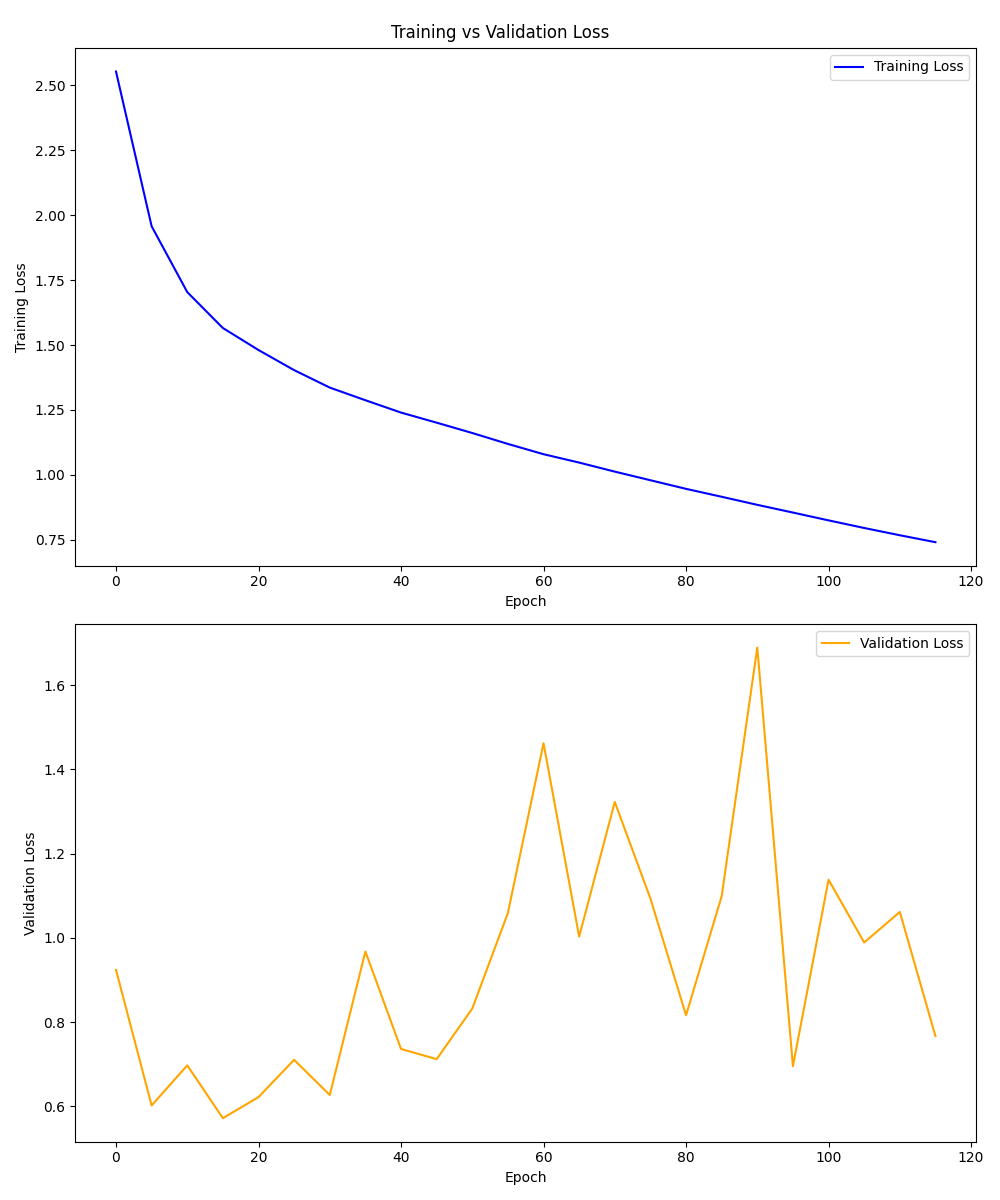 Training vs Validation Loss
Training Loss
2.50
2.25
2.00
1.75
1.50
1.25
1.00
0.75
Training Loss
0 20 40 60 80 100 120
Epoch
Validation Loss
1.6
1.4
1.2
1.0
0.8
0.6
Validation Loss
0 20 40 60 80 100 120
Epoch